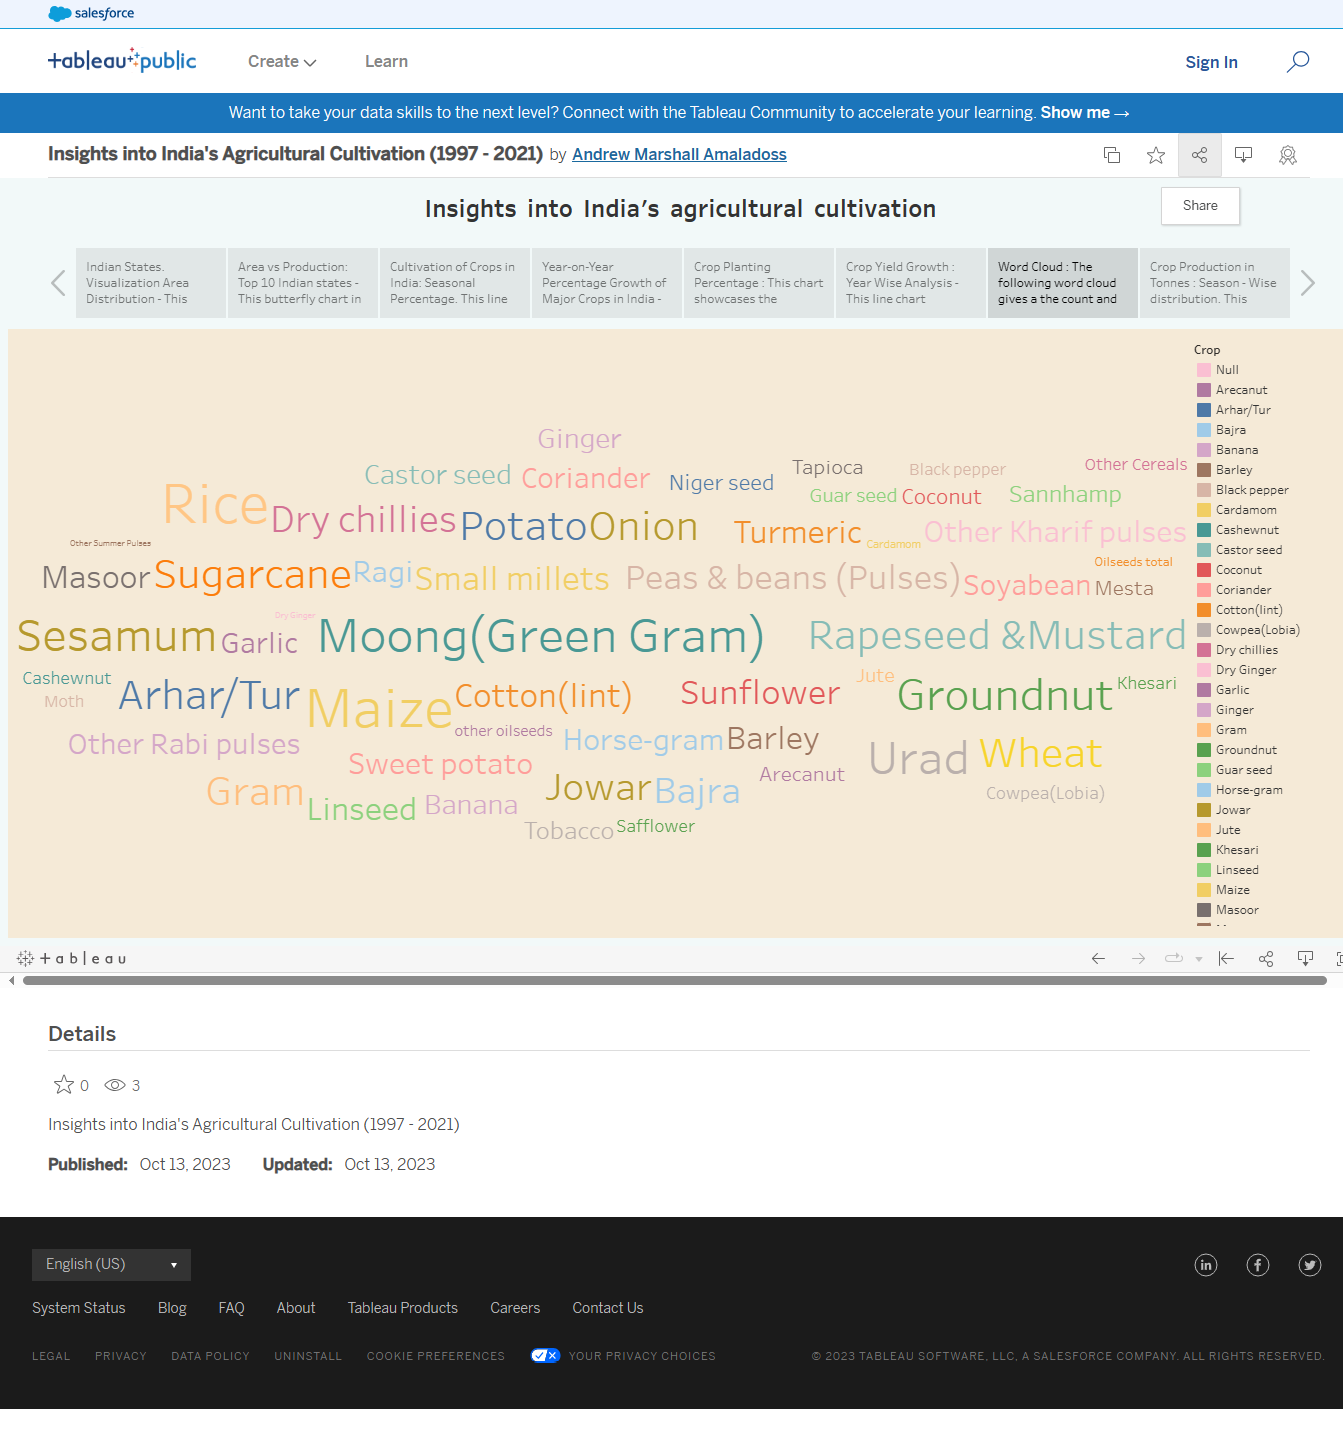 salesforce
+ableau+public
Create
Learn
Sign In
Want to take your data skills to the next level? Connect with the Tableau Community to accelerate your learning. Show me →
Insights into India's Agricultural Cultivation (1997 - 2021) by Andrew Marshall Amaladoss
Insights into India's agricultural cultivation
Share
Indian States.
Visualization Area
Distribution - This
Area vs Production:
Top 10 Indian states -
This butterfly chart in
Cultivation of Crops in
India: Seasonal
Percentage. This line
Year-on-Year
Percentage Growth of
Major Crops in India -
Crop Planting
Percentage : This chart
showcases the
Crop Yield Growth :
Year Wise Analysis -
This line chart
Word Cloud : The
following word cloud
gives a the count and
Crop Production in
Tonnes : Season - Wise
distribution. This
Ginger
Castor seed
Coriander
Niger seed
Tapioca
Black pepper
Other Cereals
Rice
Dry chillies
Potato
Onion
Guar seed
Coconut
Sannhamp
Turmeric
Cardamom
Other Kharif pulses
Other Summer Pulses
Masoor
Sugarcane
Ragi
Small millets
Peas & beans (Pulses)
Soyabean
Oilseeds total
Mesta
Sesamum
Dry Ginger
Garlic
Moong(Green Gram)
Rapeseed &Mustard
Cashewnut
Moth
Arhar/Tur
Maize
Cotton(lint)
Sunflower
Jute
Groundnut
Khesari
Other Rabi pulses
other oilseeds
Horse-gram
Barley
Sweet potato
Arecanut
Urad
Wheat
Gram
Linseed
Banana
Jowar
Bajra
Cowpea(Lobia)
Tobacco
Safflower
Crop
Null
Arecanut
Arhar/Tur
Bajra
Banana
Barley
Black pepper
Cardamom
Cashewnut
Castor seed
Coconut
Coriander
Cotton(lint)
Cowpea(Lobia)
Dry chillies
Dry Ginger
Garlic
Ginger
Gram
Groundnut
Guar seed
Horse-gram
Jowar
Jute
Khesari
Linseed
Maize
Masoor
+ableau
Details
0
3
Insights into India's Agricultural Cultivation (1997 - 2021)
Published: Oct 13, 2023 Updated: Oct 13, 2023
English (US)
System Status Blog FAQ About Tableau Products Careers Contact Us
LEGAL PRIVACY DATA POLICY UNINSTALL COOKIE PREFERENCES YOUR PRIVACY CHOICES © 2023 TABLEAU SOFTWARE, LLC, A SALESFORCE COMPANY. ALL RIGHTS RESERVED.